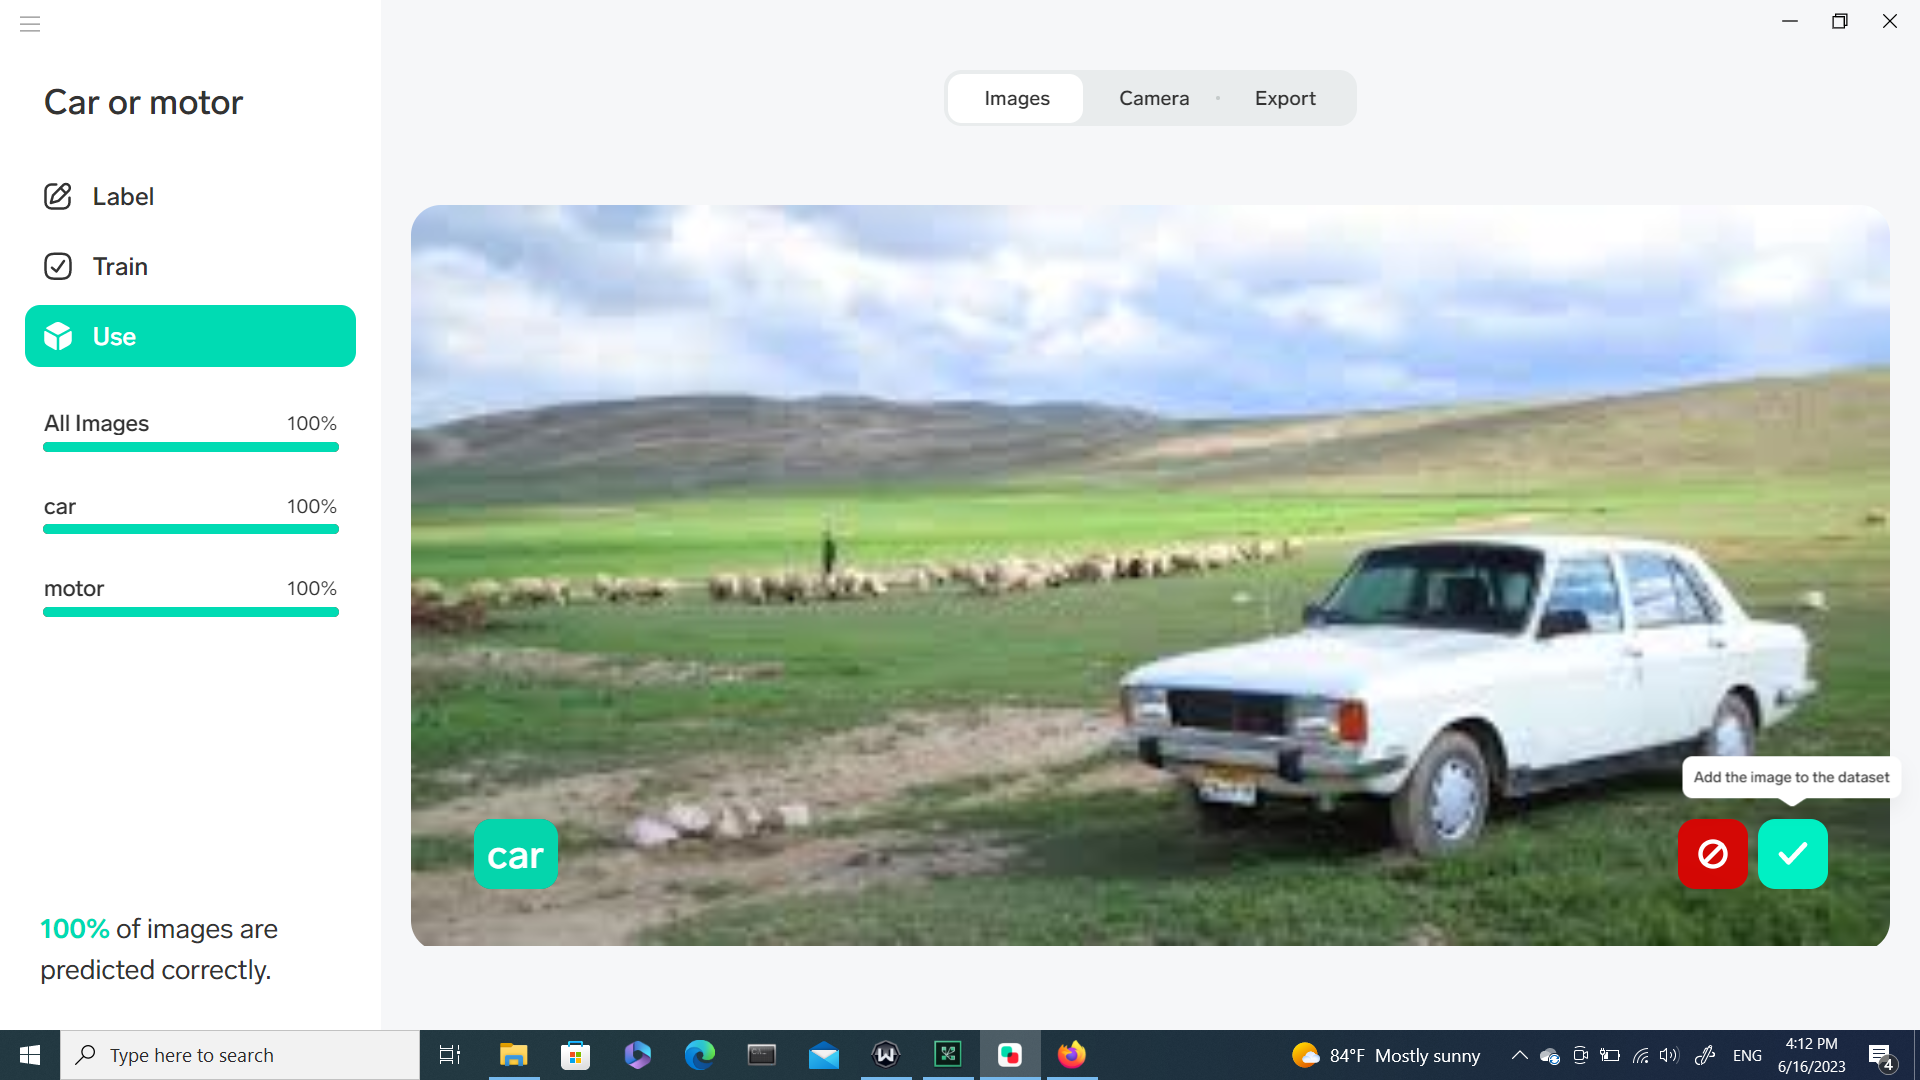 Car or motor
Label
Train
Use
All Images 100%
car 100%
motor 100%
100% of images are
predicted correctly.
Images Camera Export
Add the image to the dataset
car
Type here to search
84°F Mostly sunny
ENG
4:12 PM
6/16/2023
4